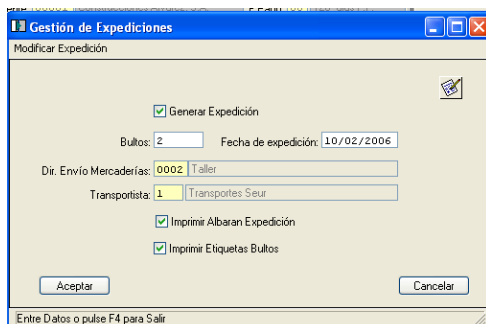 Gestión de Expediciones
Modificar Expedición
Generar Expedición
Bultos: 2 Fecha de expedición: 10/02/2006
Dir. Envío Mercaderías: 0002 Taller
Transportista: 1 Transportes Seur
Imprimir Albaran Expedición
Imprimir Etiquetas Bultos
Aceptar Cancelar
Entre Datos o pulse F4 para Salir